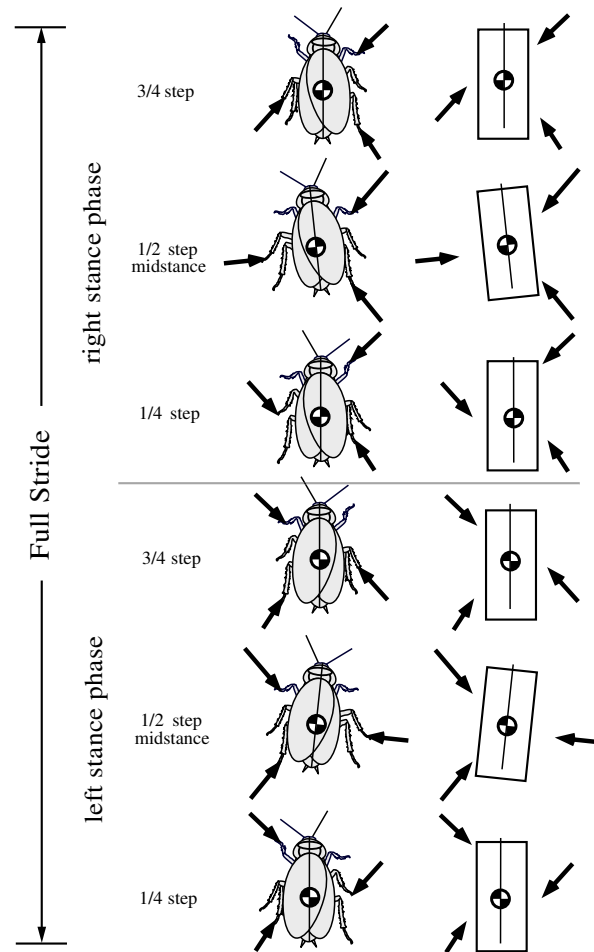 Full Stride
right stance phase
3/4 step
1/2 step
midstance
1/4 step
left stance phase
3/4 step
1/2 step
midstance
1/4 step